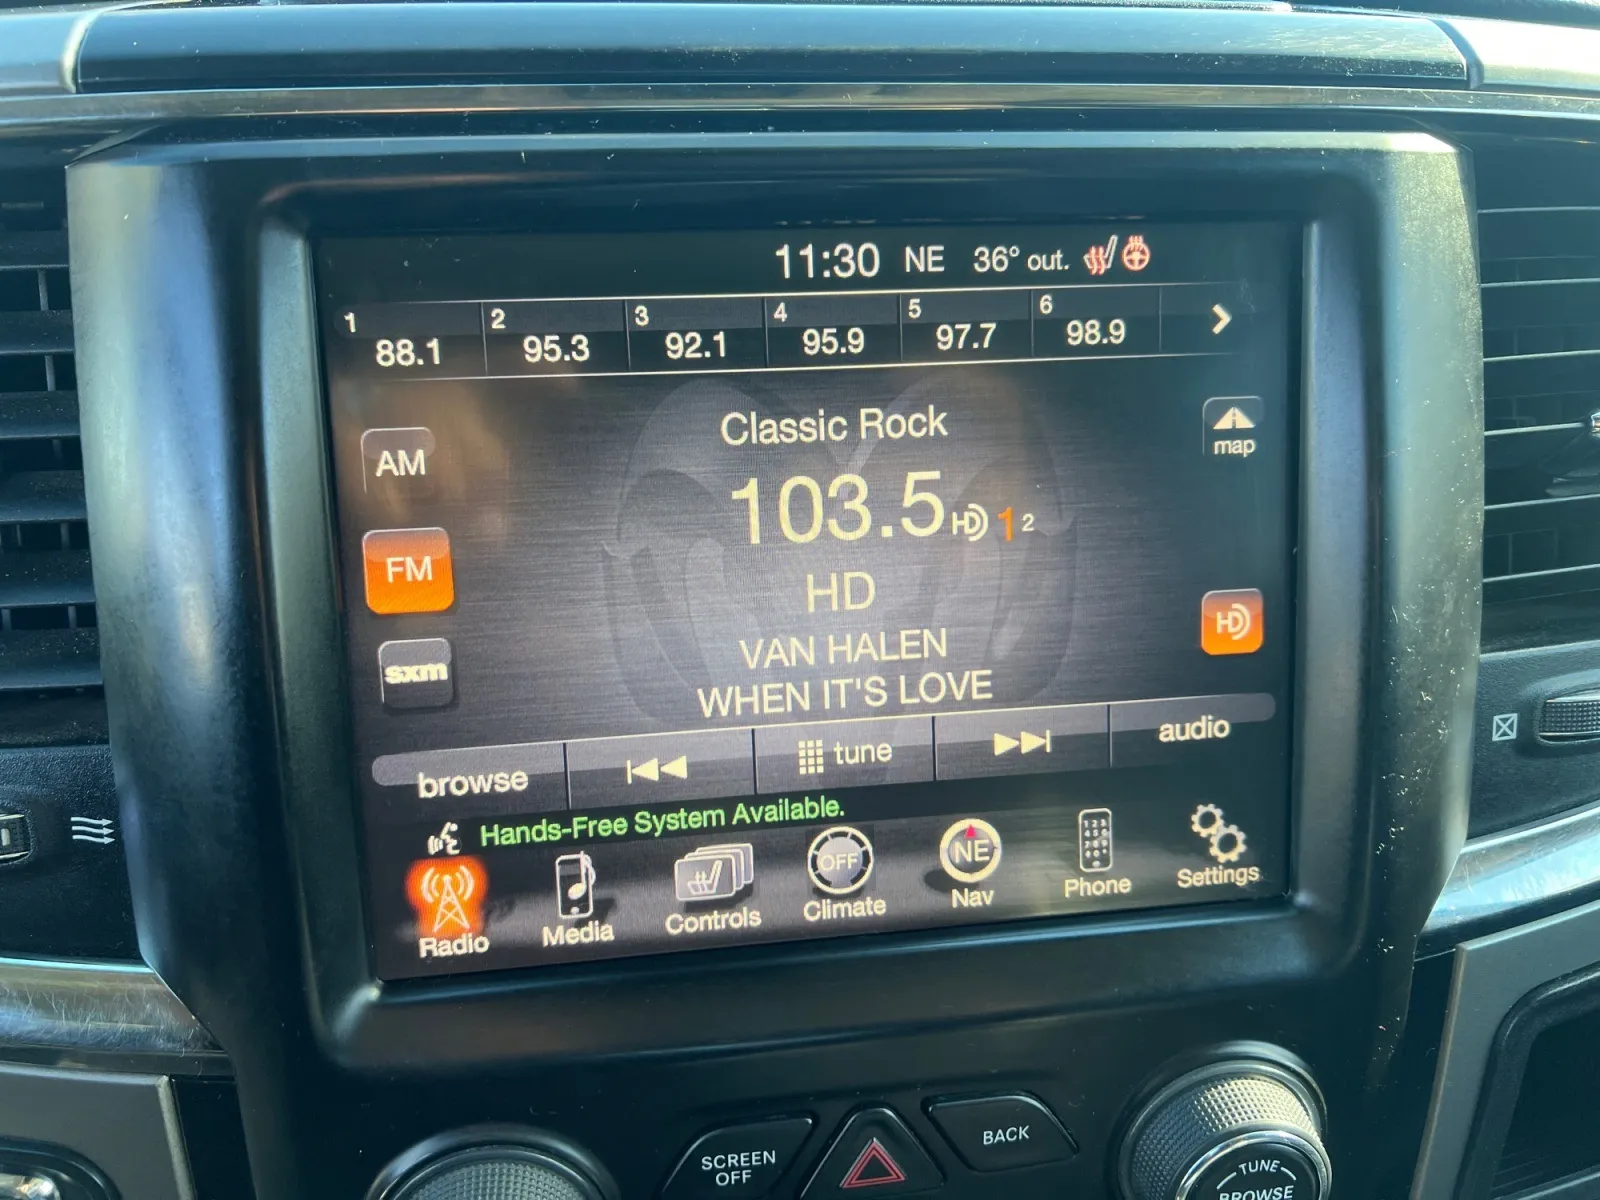 11:30 NE 36° out.
1 2 3 4 5 6
88.1 95.3 92.1 95.9 97.7 98.9
Classic Rock
map
AM
103.5 HD 1 2
FM
HD
HD
sxm
VAN HALEN
WHEN IT'S LOVE
browse tune audio
Hands-Free System Available.
OFF NE
Radio Media Controls Climate Nav Phone Settings
SCREEN
OFF
BACK
TUNE
BROWSE